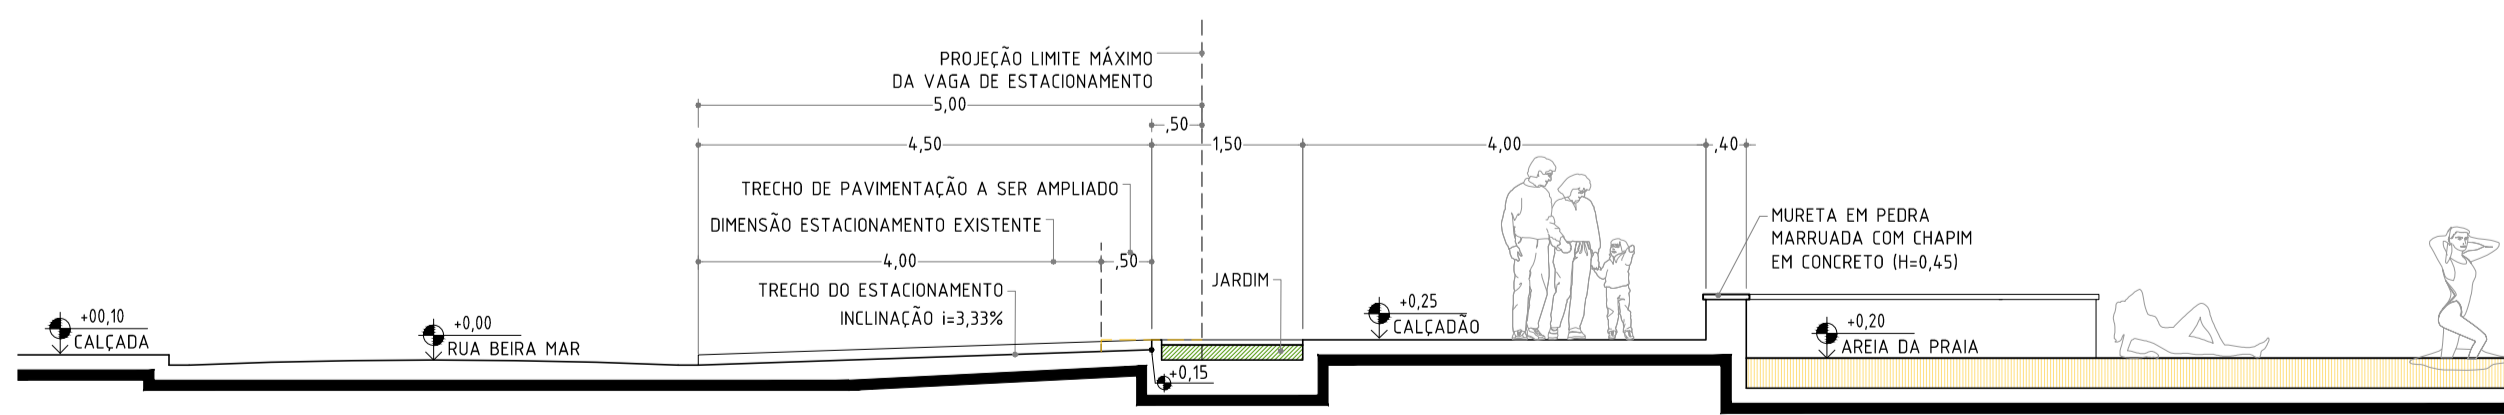 PROJEÇÃO LIMITE MÁXIMO
DA VAGA DE ESTACIONAMENTO
5,00
,50
4,50
1,50
4,00
,40
TRECHO DE PAVIMENTAÇÃO A SER AMPLIADO
DIMENSÃO ESTACIONAMENTO EXISTENTE
4,00
,50
TRECHO DO ESTACIONAMENTO
INCLINAÇÃO i=3,33%
JARDIM
MURETA EM PEDRA
MARRUADA COM CHAPIM
EM CONCRETO (H=0,45)
+00,10
CALÇADA
+0,00
RUA BEIRA MAR
+0,15
+0,25
CALÇADÃO
+0,20
AREIA DA PRAIA